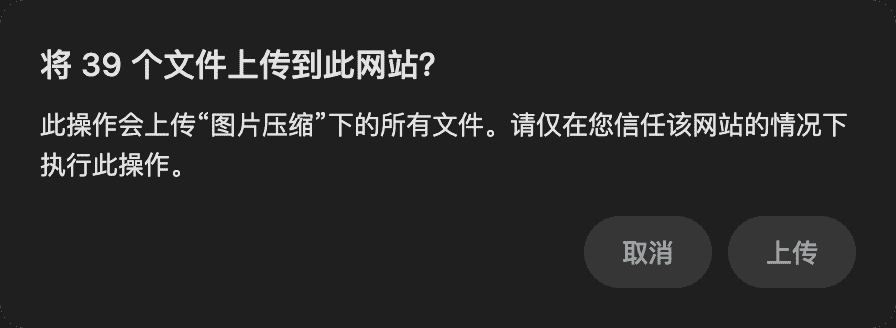 将 39 个文件上传到此网站？
此操作会上传“图片压缩”下的所有文件。请仅在您信任该网站的情况下
执行此操作。
取消
上传